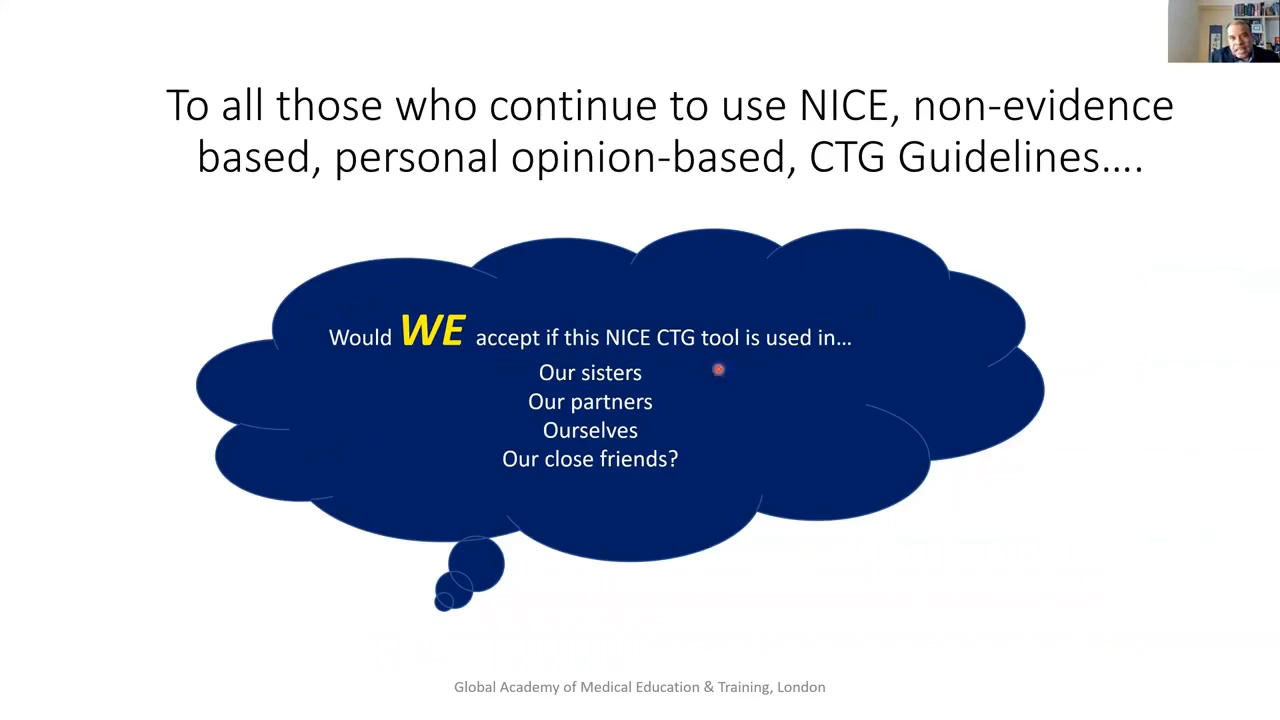 To all those who continue to use NICE, non-evidence
based, personal opinion-based, CTG Guidelines….
Would WE accept if this NICE CTG tool is used in…
Our sisters
Our partners
Ourselves
Our close friends?
Global Academy of Medical Education & Training, London